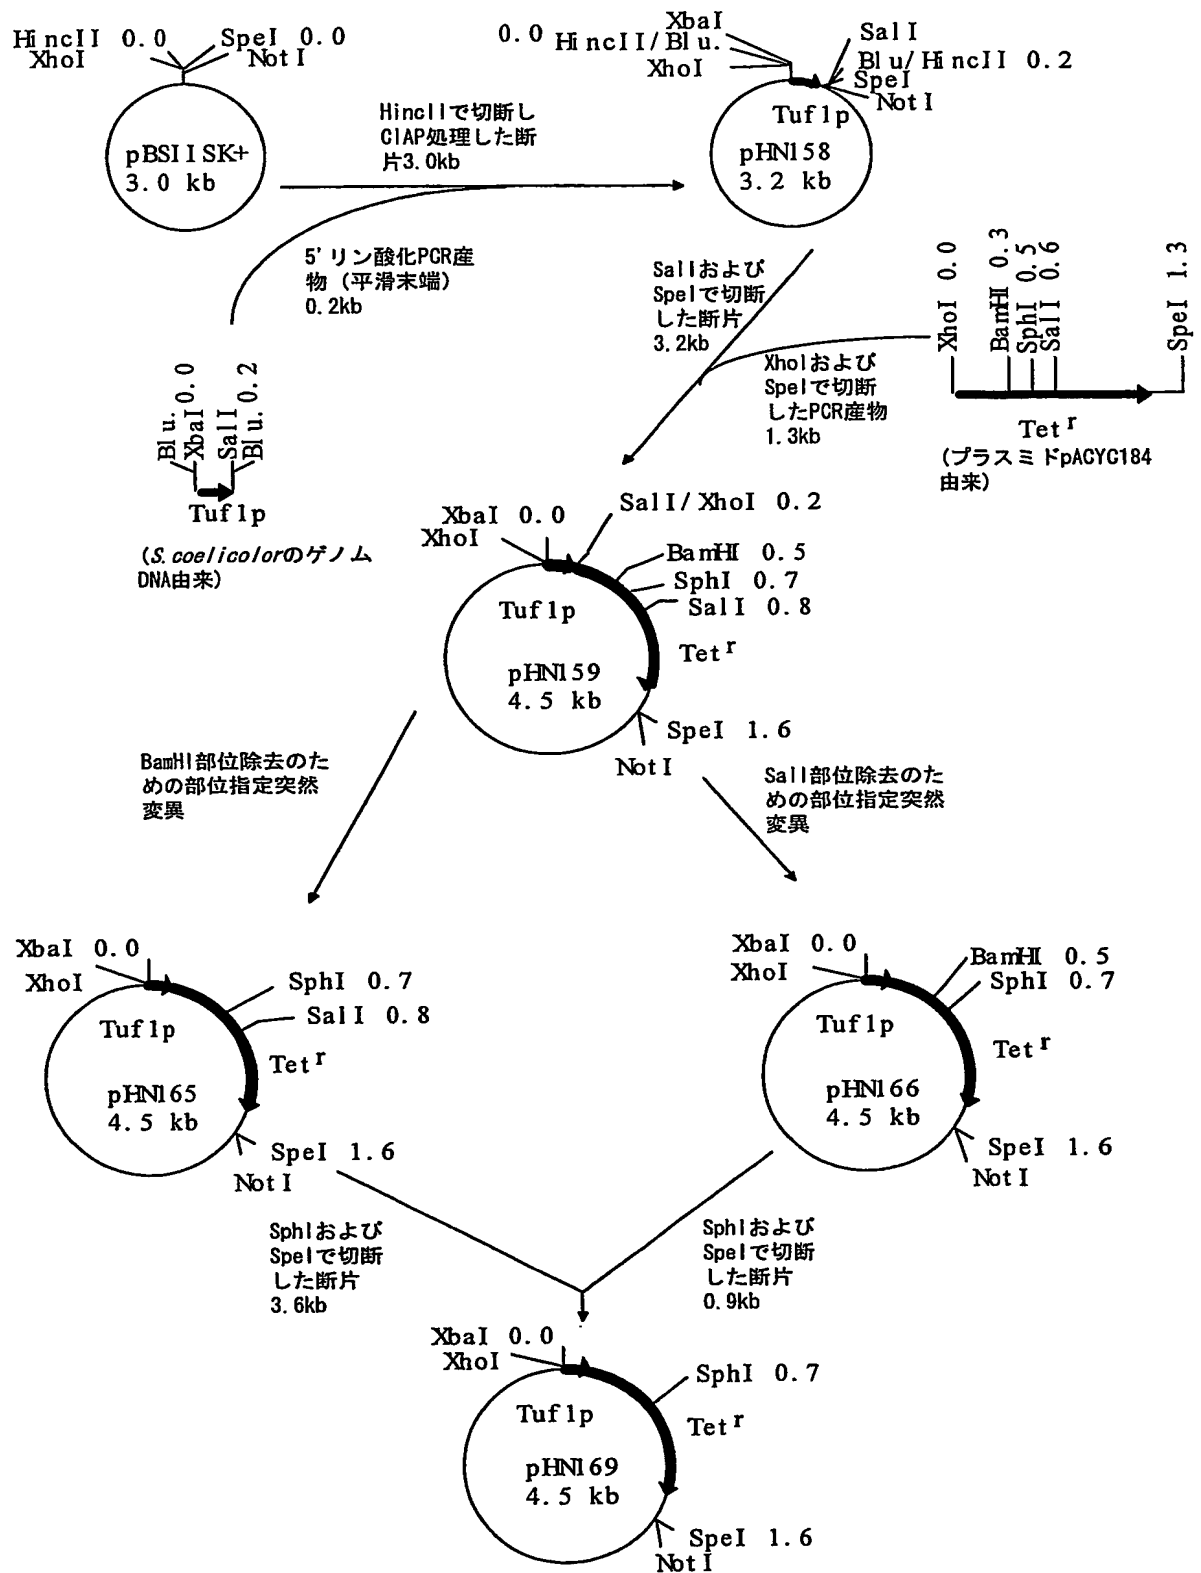 HincII 0.0
XhoI
SpeI 0.0
NotI
pBSIISK+
3.0 kb
HincIIで切断し
CIAP処理した断
片3.0kb
XbaI
0.0 HincII/Blu.
XhoI
SalI
Blu/HincII 0.2
SpeI
NotI
Tuf1p
pHN158
3.2 kb
5'リン酸化PCR産
物（平滑末端）
0.2kb
Blu.
XbaI 0.0
SalI
Blu. 0.2
Tuf1p
(S. coelicolorのゲノム
DNA由来)
SalIおよび
SpeIで切断
した断片
3.2kb
XhoIおよび
SpeIで切断
したPCR産物
1.3kb
XhoI 0.0
BamHI 0.3
SphI 0.5
SalI 0.6
SpeI 1.3
Tet r
(プラスミドpACYC184
由来)
XbaI 0.0
XhoI
SalI/XhoI 0.2
BamHI 0.5
SphI 0.7
SalI 0.8
Tuf1p
Tet r
pHN159
4.5 kb
SpeI 1.6
NotI
BamHI部位除去のた
めの部位指定突然
変異
SalI部位除去のた
めの部位指定突然
変異
XbaI 0.0
XhoI
SphI 0.7
SalI 0.8
Tuf1p
Tet r
pHN165
4.5 kb
SpeI 1.6
NotI
XbaI 0.0
XhoI
BamHI 0.5
SphI 0.7
Tuf1p
Tet r
pHN166
4.5 kb
SpeI 1.6
NotI
SphIおよび
SpeIで切断
した断片
3.6kb
SphIおよび
SpeIで切断
した断片
0.9kb
XbaI 0.0
XhoI
SphI 0.7
Tuf1p
Tet r
pHN169
4.5 kb
SpeI 1.6
NotI